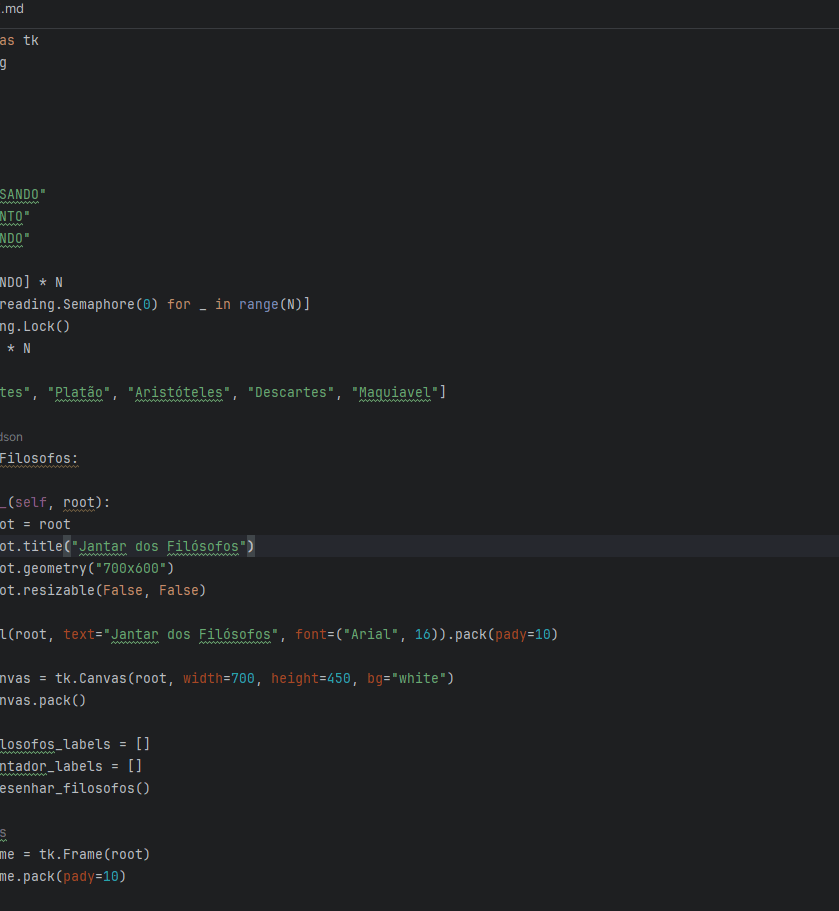 .md
as tk
g
SANDO"
NTO"
NDO"
NDO] * N
reading.Semaphore(0) for _ in range(N)]
ng.Lock()
* N
tes", "Platão", "Aristóteles", "Descartes", "Maquiavel"]
dson
Filosofos:
_(self, root):
ot = root
ot.title("Jantar dos Filósofos")
ot.geometry("700x600")
ot.resizable(False, False)
l(root, text="Jantar dos Filósofos", font=("Arial", 16)).pack(pady=10)
nvas = tk.Canvas(root, width=700, height=450, bg="white")
nvas.pack()
losofos_labels = []
ntador_labels = []
esenhar_filosofos()
s
me = tk.Frame(root)
me.pack(pady=10)